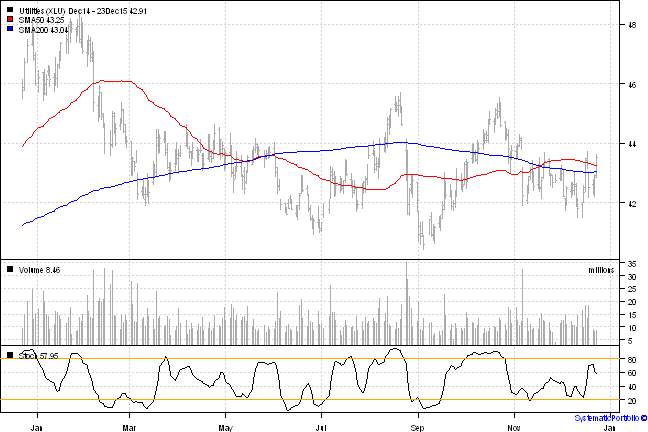 Utilities (XLU) Dec14 - 23Dec15 42.91
SMA50 43.25
SMA200 43.04
48
46
44
42
Volume 8.46
millions
35
30
25
20
15
10
5
Stoch 57.95
80
60
40
20
Jan
Mar
May
Jul
Sep
Nov
Jan
SystematicPortfolio ©